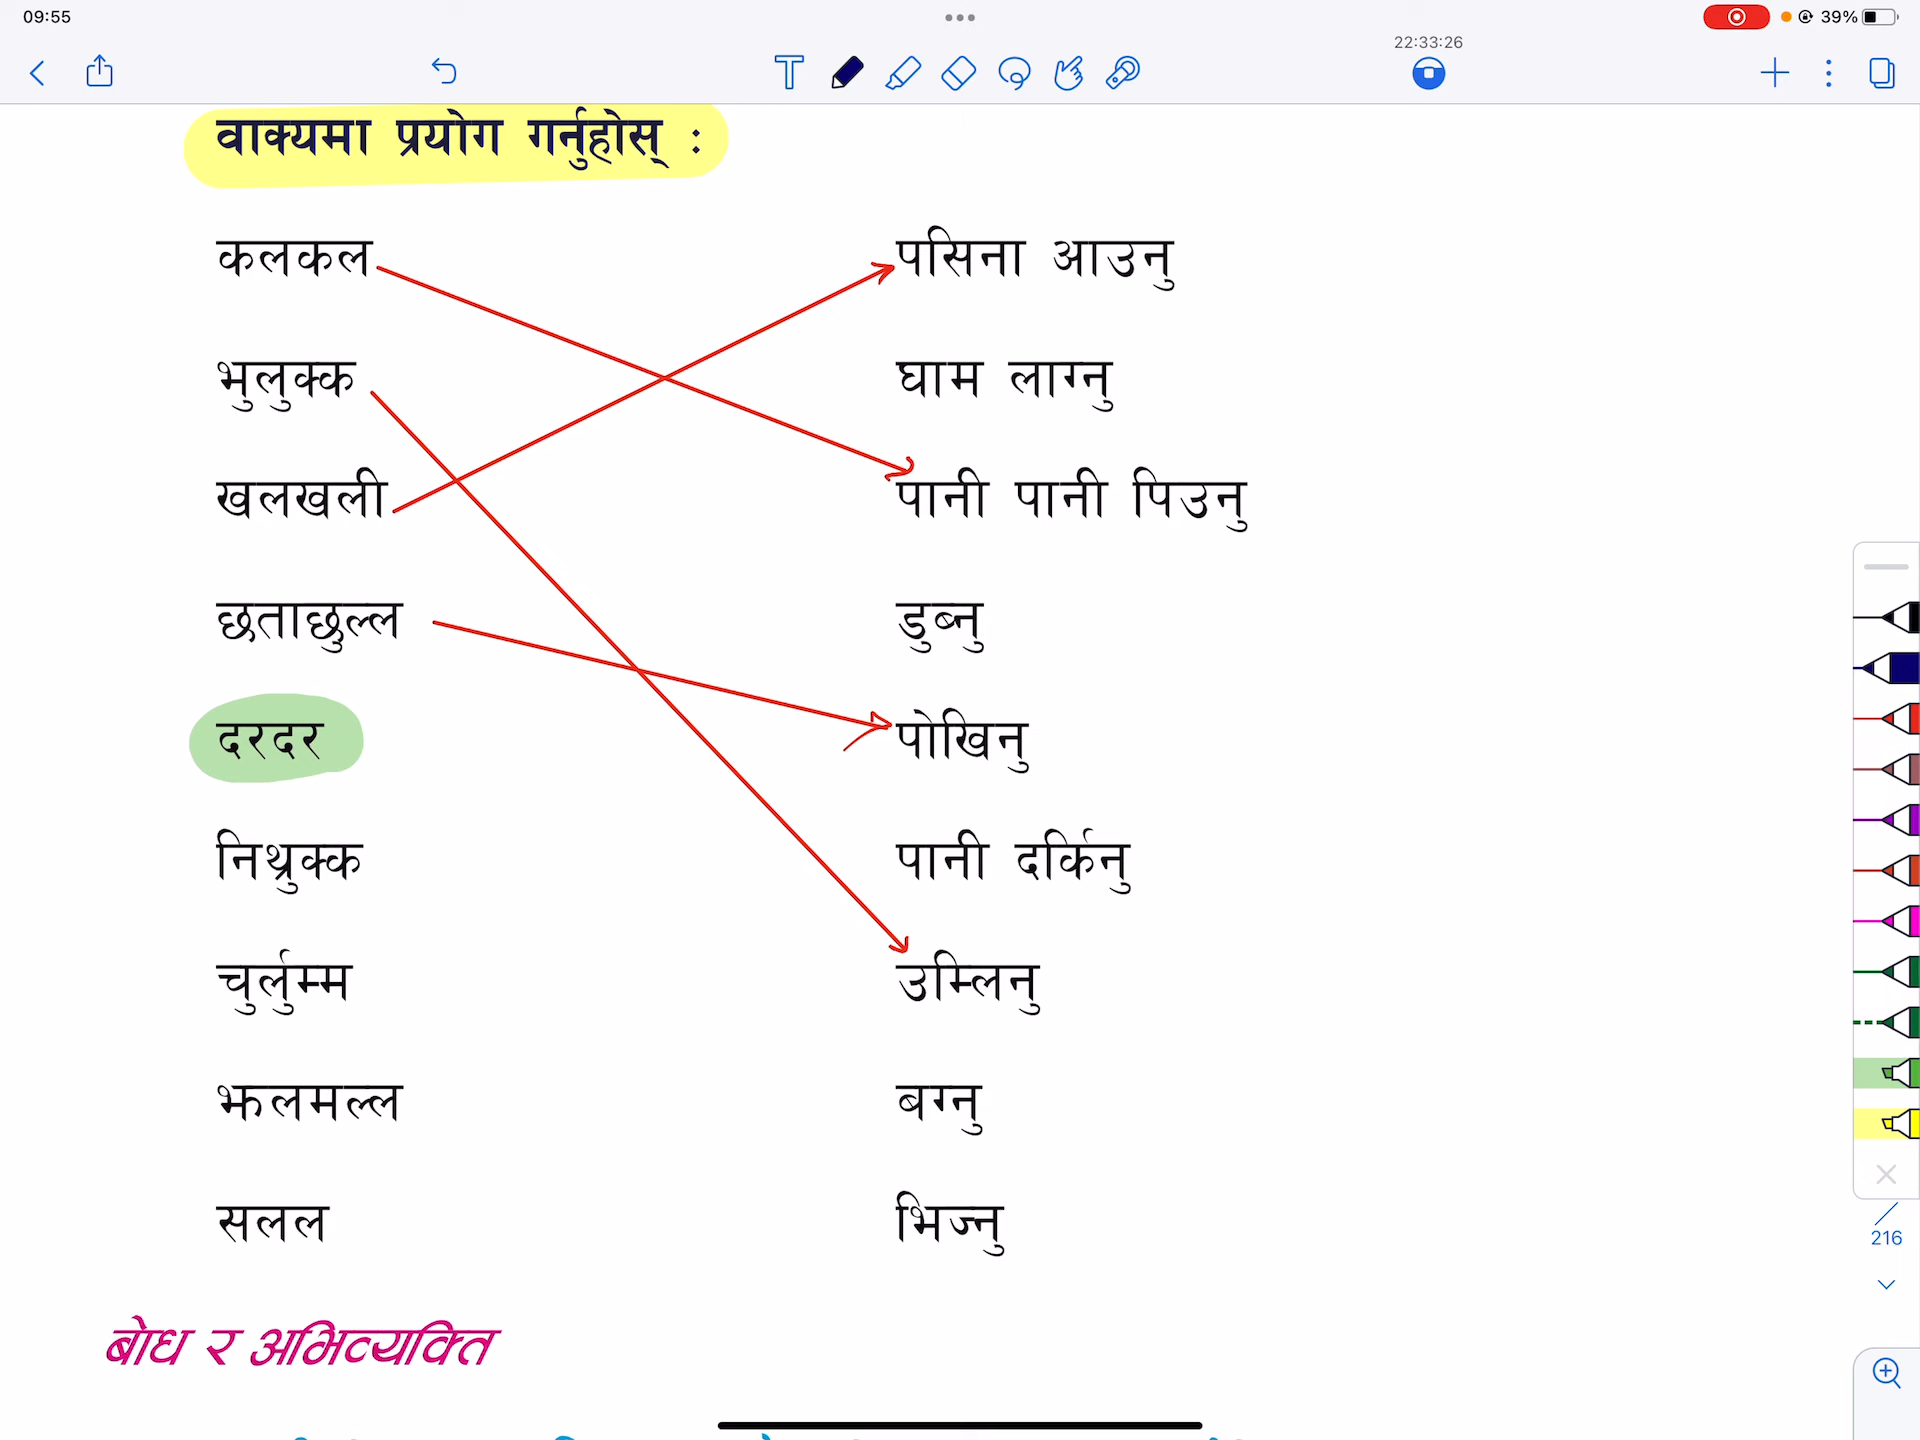 09:55
39%
22:33:26
वाक्यमा प्रयोग गर्नुहोस् :
कलकल पसिना आउनु
भुलुक्क घाम लाग्नु
खलखली पानी पानी पिउनु
छताछुल्ल डुब्नु
दरदर पोखिनु
निथ्रुक्क पानी दर्किनु
चुर्लुम्म उम्लिनु
झलमल्ल बग्नु
सलल भिज्नु
216
बोध र अभिव्यक्ति